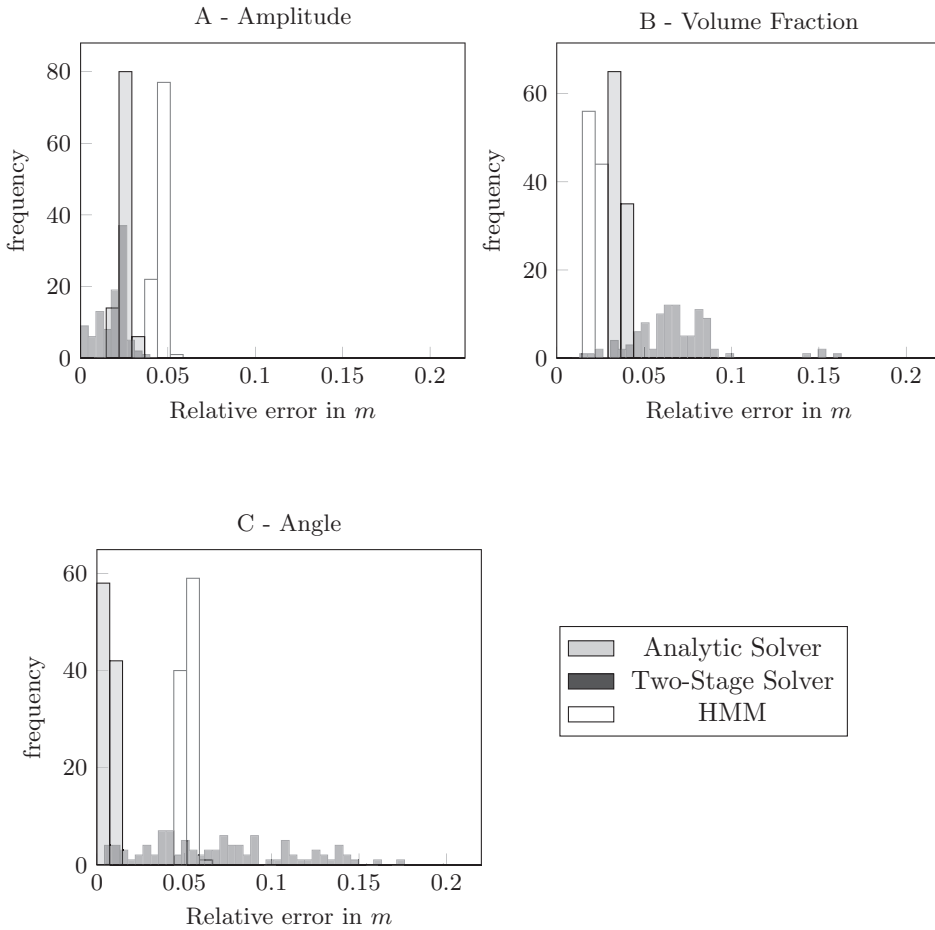 A - Amplitude
80
60
40
20
0
frequency
0 0.05 0.1 0.15 0.2
Relative error in m
B - Volume Fraction
60
40
20
0
frequency
0 0.05 0.1 0.15 0.2
Relative error in m
C - Angle
60
40
20
0
frequency
0 0.05 0.1 0.15 0.2
Relative error in m
Analytic Solver
Two-Stage Solver
HMM